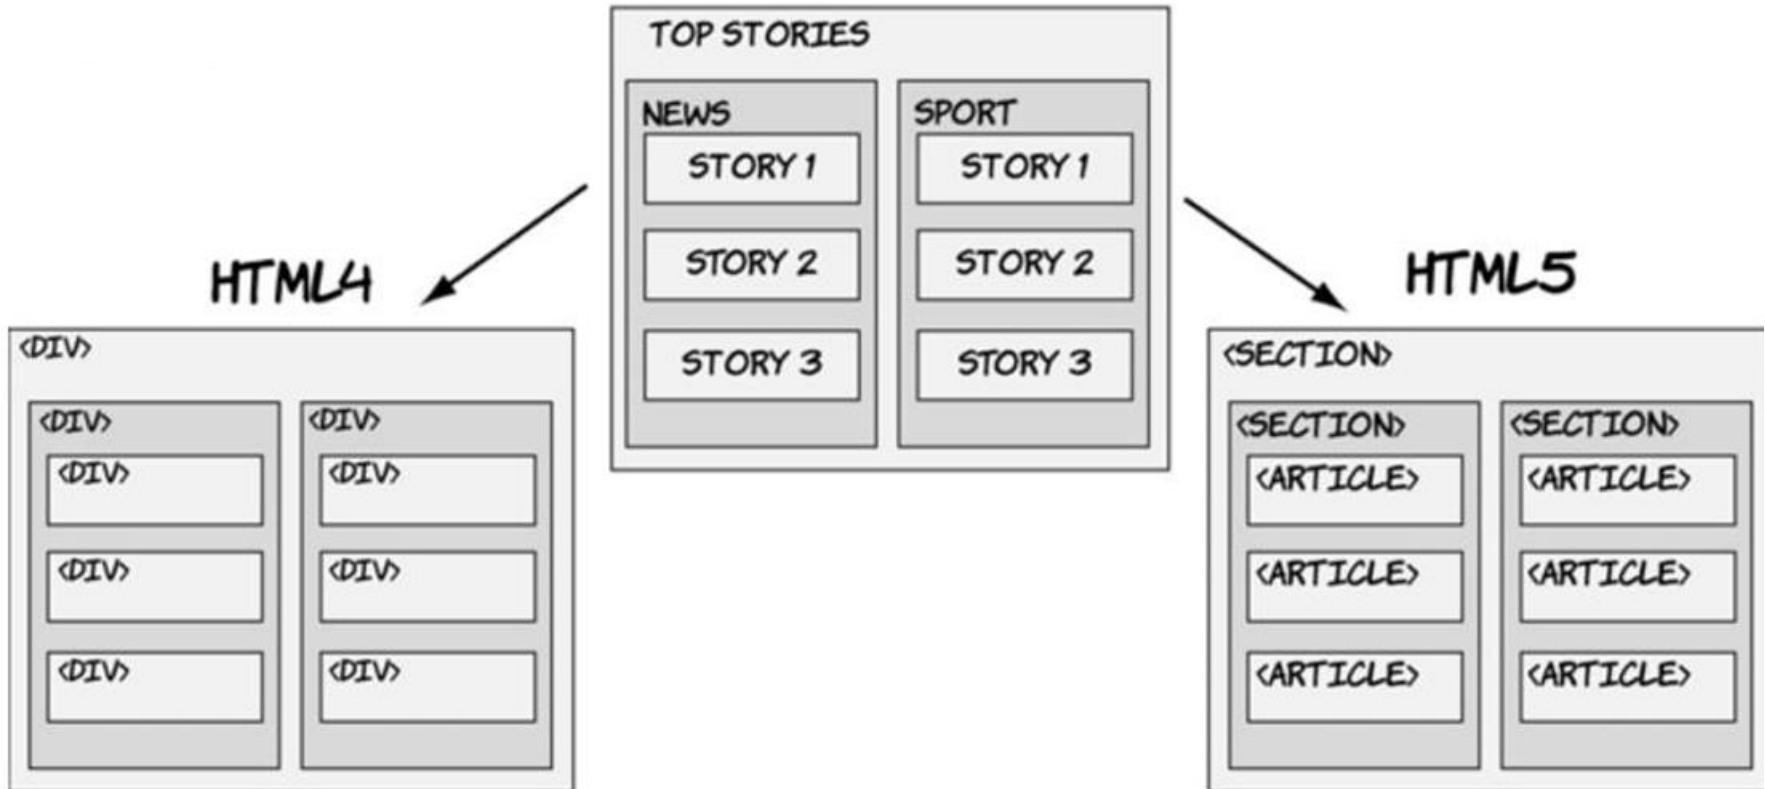 TOP STORIES
NEWS
STORY 1
STORY 2
STORY 3
SPORT
STORY 1
STORY 2
STORY 3
HTML4
<DIV>
<DIV>
<DIV>
<DIV>
<DIV>
<DIV>
<DIV>
<DIV>
<DIV>
HTML5
<SECTION>
<SECTION>
<ARTICLE>
<ARTICLE>
<ARTICLE>
<SECTION>
<ARTICLE>
<ARTICLE>
<ARTICLE>